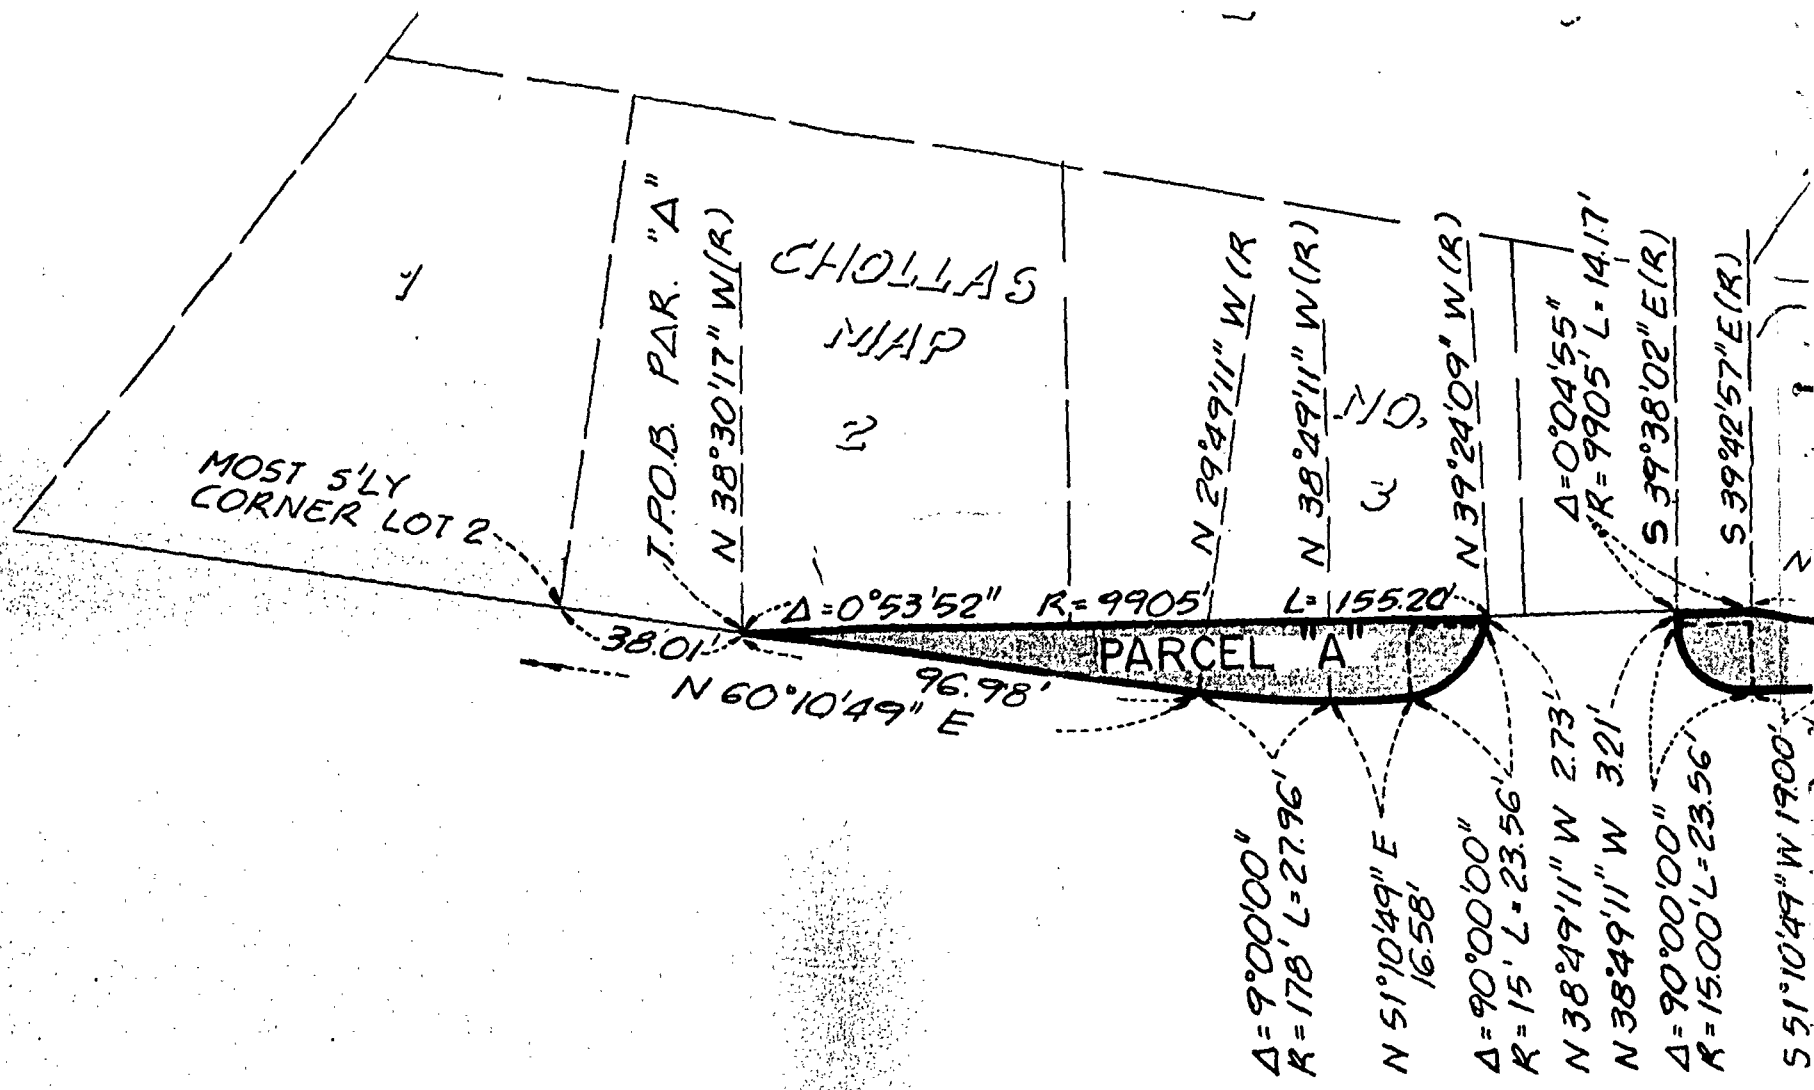 1
T.P.O.B. PAR. "A"
N 38°30'17" W(R)
CHOLLAS
MAP
2
N 29°49'11" W (R
N 38°49'11" W(R)
NO.
3
N 39°24'09" W(R)
Δ=0°04'55"
R=9905' L=14.17'
S 39°38'02" E(R)
S 39°42'57" E(R)
MOST S'LY
CORNER LOT 2
Δ=0°53'52" R=9905' L=155.20'
38.01'
PARCEL "A"
96.98'
N 60°10'49" E
Δ=9°00'00"
R=178' L=27.96'
N 51°10'49" E
16.58'
Δ=90°00'00"
R=15' L=23.56'
N 38°49'11" W 2.73'
N 38°49'11" W 3.21'
Δ=90°00'00"
R=15.00' L=23.56'
S 51°10'49" W 19.00'